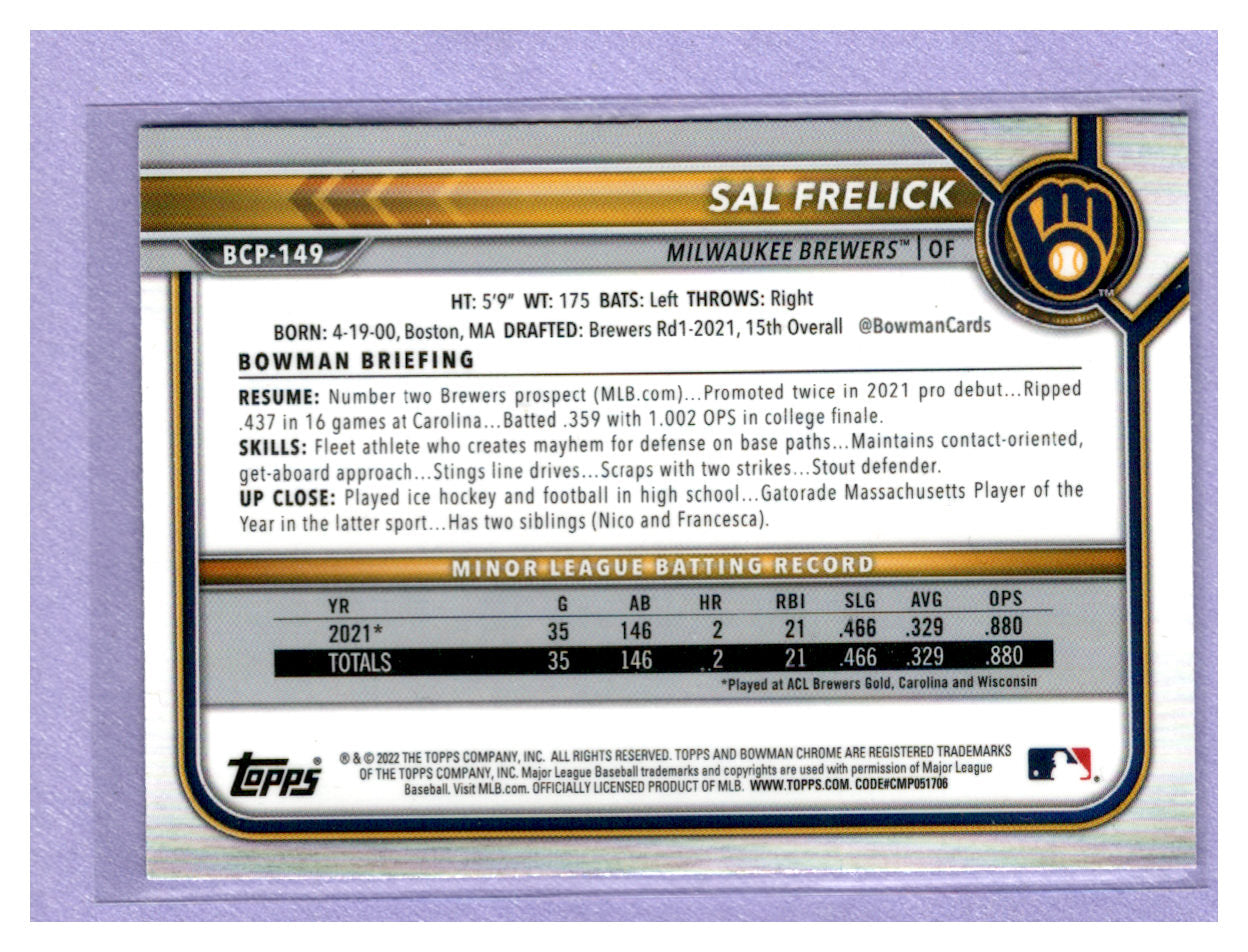 SAL FRELICK
BCP-149
MILWAUKEE BREWERS™ | OF
TM
HT: 5'9" WT: 175 BATS: Left THROWS: Right
BORN: 4-19-00, Boston, MA DRAFTED: Brewers Rd1-2021, 15th Overall @BowmanCards
BOWMAN BRIEFING
RESUME: Number two Brewers prospect (MLB.com)...Promoted twice in 2021 pro debut...Ripped
.437 in 16 games at Carolina...Batted .359 with 1.002 OPS in college finale.
SKILLS: Fleet athlete who creates mayhem for defense on base paths...Maintains contact-oriented,
get-aboard approach...Stings line drives...Scraps with two strikes...Stout defender.
UP CLOSE: Played ice hockey and football in high school...Gatorade Massachusetts Player of the
Year in the latter sport...Has two siblings (Nico and Francesca).
MINOR LEAGUE BATTING RECORD
YR G AB HR RBI SLG AVG OPS
2021* 35 146 2 21 .466 .329 .880
TOTALS 35 146 2 21 .466 .329 .880
*Played at ACL Brewers Gold, Carolina and Wisconsin
Topps®
® & © 2022 THE TOPPS COMPANY, INC. ALL RIGHTS RESERVED. TOPPS AND BOWMAN CHROME ARE REGISTERED TRADEMARKS
OF THE TOPPS COMPANY, INC. Major League Baseball trademarks and copyrights are used with permission of Major League
Baseball. Visit MLB.com. OFFICIALLY LICENSED PRODUCT OF MLB. WWW.TOPPS.COM. CODE#CMP051706
®